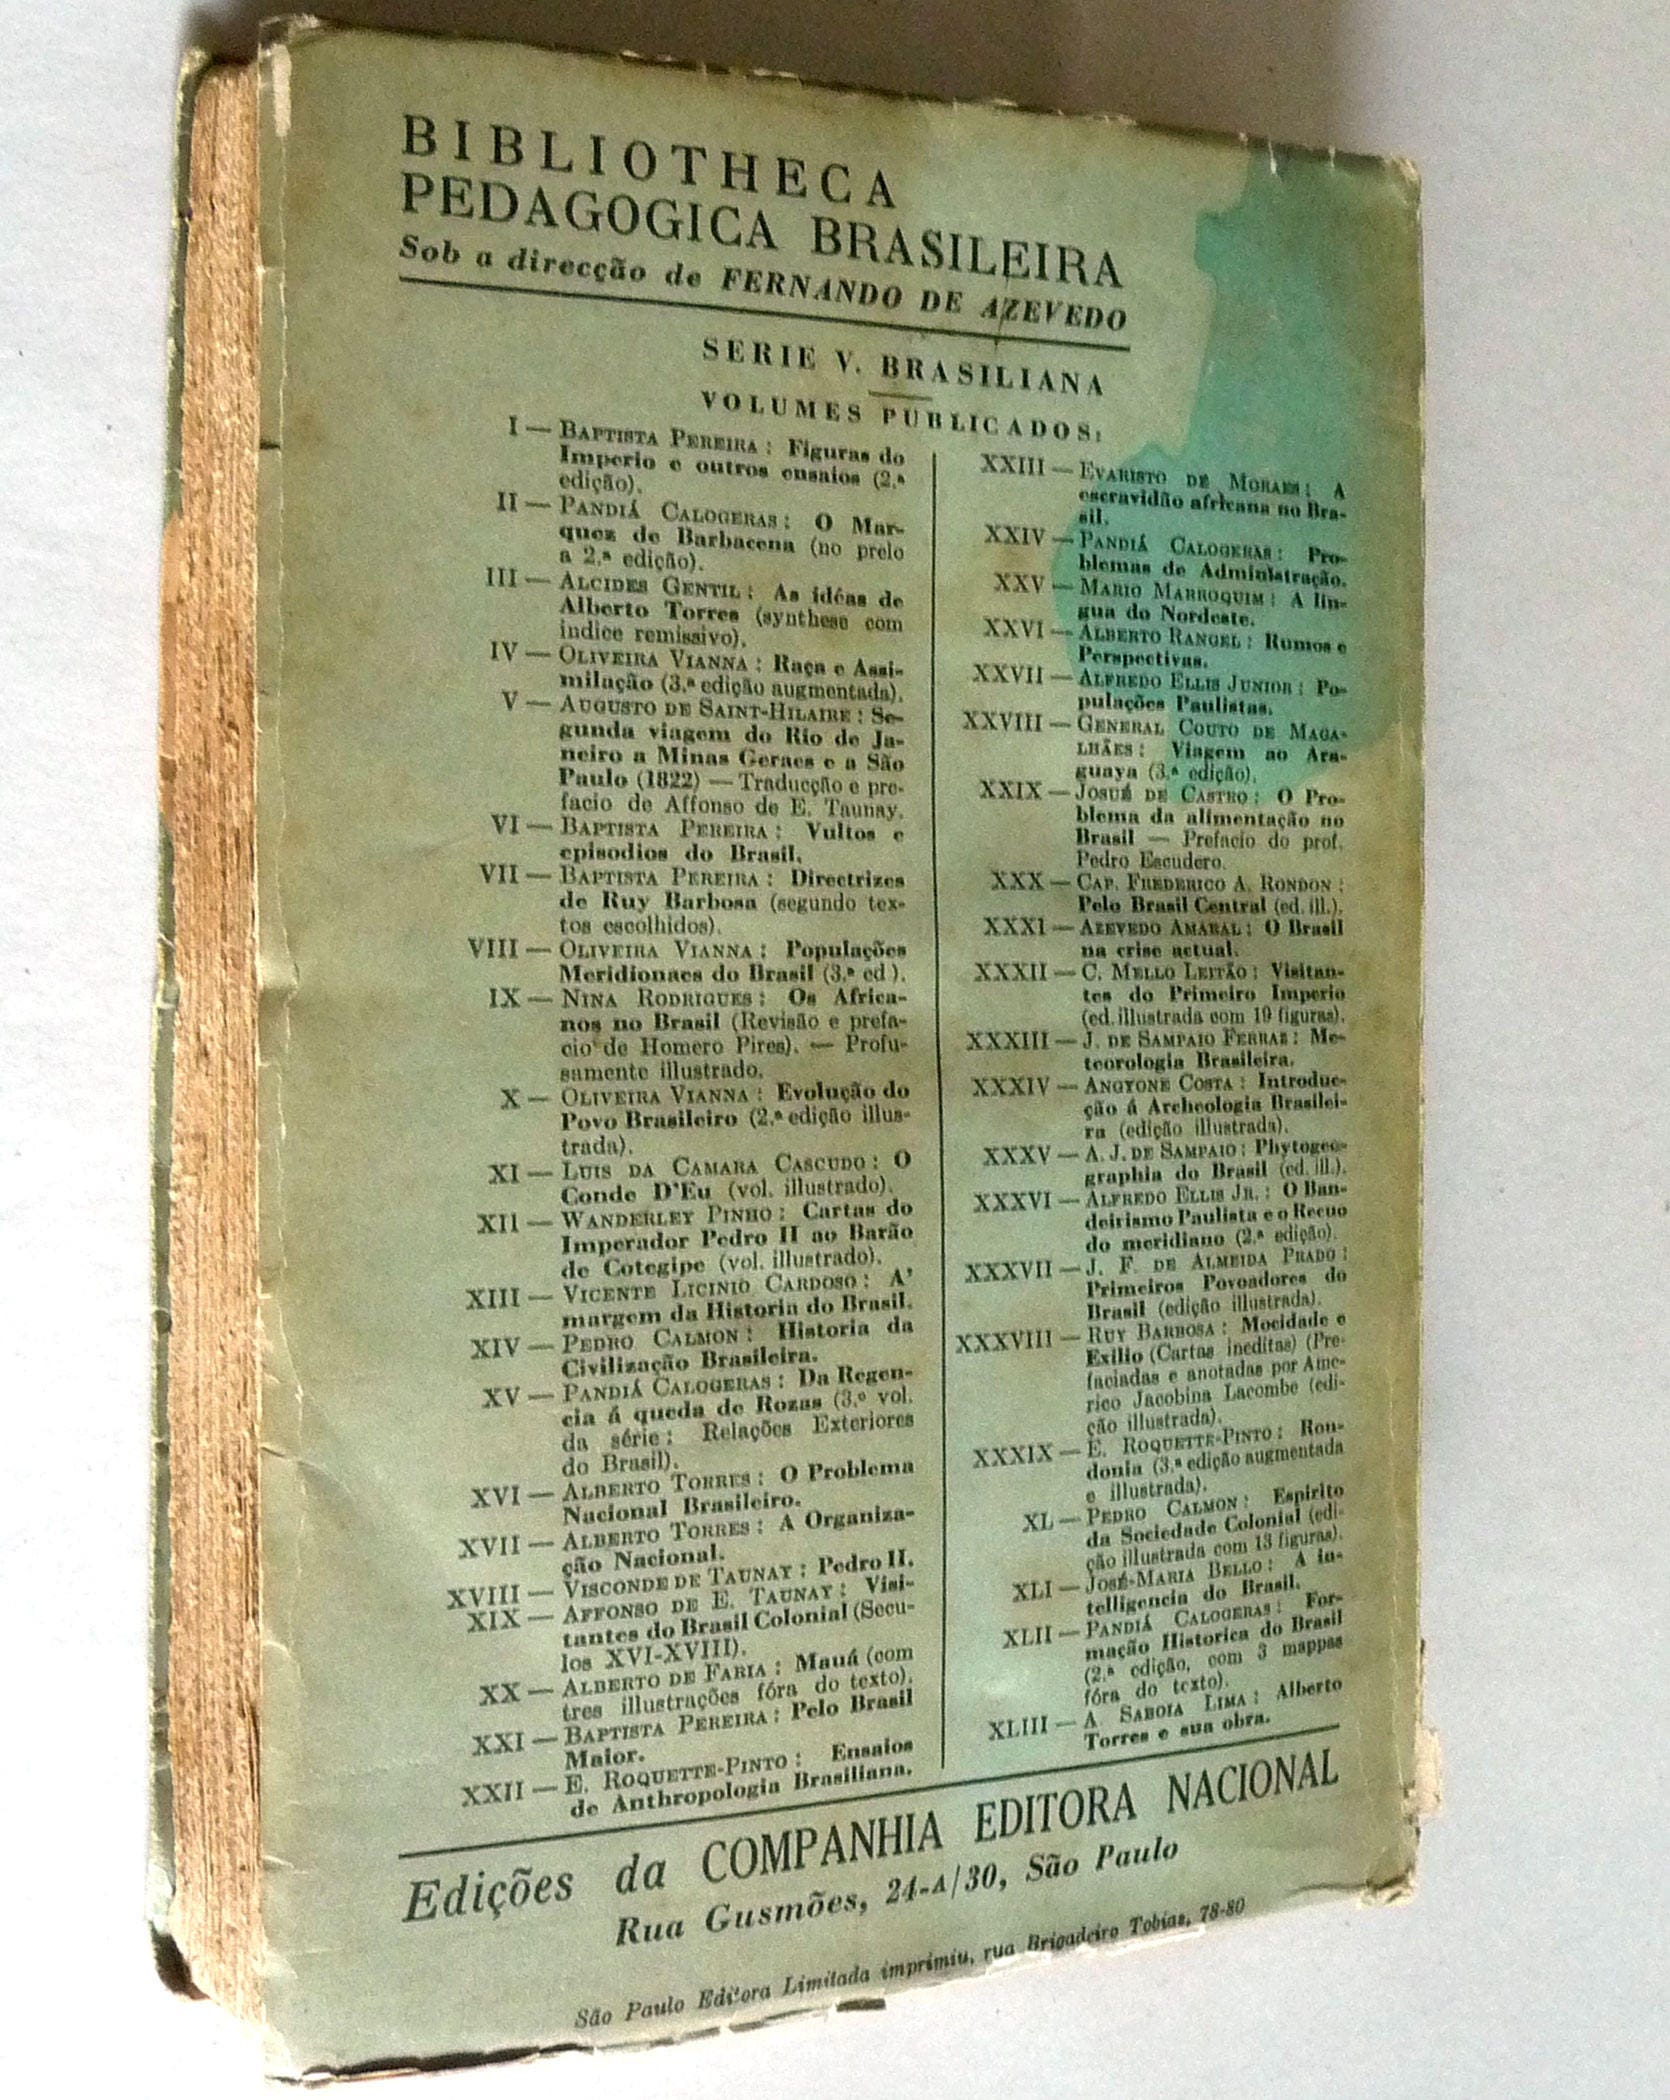 BIBLIOTHECA
PEDAGOGICA BRASILEIRA
Sob a direcção de FERNANDO DE AZEVEDO
SERIE V. BRASILIANA
VOLUMES PUBLICADOS:
I — BAPTISTA PEREIRA: Figuras do
Imperio e outros ensaios (2.ª
edição).
II — PANDIÁ CALOGERAS: O Mar-
quez de Barbacena (no prelo
a 2.ª edição).
III — ALCIDES GENTIL: As idéas de
Alberto Torres (synthese com
indice remissivo).
IV — OLIVEIRA VIANNA: Raça e Assi-
milação (3.ª edição augmentada).
V — AUGUSTO DE SAINT-HILAIRE: Se-
gunda viagem do Rio de Ja-
neiro a Minas Geraes e a São
Paulo (1822) — Traducção e pre-
facio de Affonso de E. Taunay.
VI — BAPTISTA PEREIRA: Vultos e
episodios do Brasil.
VII — BAPTISTA PEREIRA: Directrizes
de Ruy Barbosa (segundo tex-
tos escolhidos).
VIII — OLIVEIRA VIANNA: Populações
Meridionaes do Brasil (3.ª ed.).
IX — NINA RODRIGUES: Os Africa-
nos no Brasil (Revisão e prefa-
cio de Homero Pires). — Profu-
samente illustrado.
X — OLIVEIRA VIANNA: Evolução do
Povo Brasileiro (2.ª edição illus-
trada).
XI — LUIS DA CAMARA CASCUDO: O
Conde D'Eu (vol. illustrado).
XII — WANDERLEY PINHO: Cartas do
Imperador Pedro II ao Barão
de Cotegipe (vol. illustrado).
XIII — VICENTE LICINIO CARDOSO: A'
margem da Historia do Brasil.
XIV — PEDRO CALMON: Historia da
Civilização Brasileira.
XV — PANDIÁ CALOGERAS: Da Regen-
cia á queda de Rozas (3.º vol.
da série: Relações Exteriores
do Brasil).
XVI — ALBERTO TORRES: O Problema
Nacional Brasileiro.
XVII — ALBERTO TORRES: A Organiza-
ção Nacional.
XVIII — VISCONDE DE TAUNAY: Pedro II.
XIX — AFFONSO DE E. TAUNAY: Visi-
tantes do Brasil Colonial (Secu-
los XVI-XVIII).
XX — ALBERTO DE FARIA: Mauá (com
tres illustrações fóra do texto).
XXI — BAPTISTA PEREIRA: Pelo Brasil
Maior.
XXII — E. ROQUETTE-PINTO: Ensaios
de Anthropologia Brasiliana.
XXIII — EVARISTO DE MORAES: A
escravidão africana no Bra-
sil.
XXIV — PANDIÁ CALOGERAS: Pro-
blemas de Administração.
XXV — MARIO MARROQUIM: A lin-
gua do Nordeste.
XXVI — ALBERTO RANGEL: Rumos e
Perspectivas.
XXVII — ALFREDO ELLIS JUNIOR: Po-
pulações Paulistas.
XXVIII — GENERAL COUTO DE MAGA-
LHÃES: Viagem ao Ara-
guaya (3.ª edição).
XXIX — JOSUÉ DE CASTRO: O Pro-
blema da alimentação no
Brasil — Prefacio do prof.
Pedro Escudero.
XXX — CAP. FREDERICO A. RONDON:
Pelo Brasil Central (ed. ill.).
XXXI — AZEVEDO AMARAL: O Brasil
na crise actual.
XXXII — C. MELLO LEITÃO: Visitan-
tes do Primeiro Imperio
(ed. illustrada com 19 figuras).
XXXIII — J. DE SAMPAIO FERRAZ: Me-
teorologia Brasileira.
XXXIV — ANGYONE COSTA: Introduc-
ção á Archeologia Brasilei-
ra (edição illustrada).
XXXV — A. J. DE SAMPAIO: Phytogeo-
graphia do Brasil (ed. ill.).
XXXVI — ALFREDO ELLIS JR.: O Ban-
deirismo Paulista e o Recuo
do meridiano (2.ª edição).
XXXVII — J. F. DE ALMEIDA PRADO:
Primeiros Povoadores do
Brasil (edição illustrada).
XXXVIII — RUY BARBOSA: Mocidade e
Exilio (Cartas ineditas) (Pre-
faciadas e anotadas por Ame-
rico Jacobina Lacombe (edi-
ção illustrada).
XXXIX — E. ROQUETTE-PINTO: Ron-
donia (3.ª edição augmentada
e illustrada).
XL — PEDRO CALMON: Espirito
da Sociedade Colonial (edi-
ção illustrada com 13 figuras).
XLI — JOSÉ-MARIA BELLO: A in-
telligencia do Brasil.
XLII — PANDIÁ CALOGERAS: For-
mação Historica do Brasil
(2.ª edição, com 3 mappas
fóra do texto).
XLIII — A SABOIA LIMA: Alberto
Torres e sua obra.
Edições da COMPANHIA EDITORA NACIONAL
Rua Gusmões, 24-A/30, São Paulo
São Paulo Editora Limitada imprimiu, rua Brigadeiro Tobias, 78-80